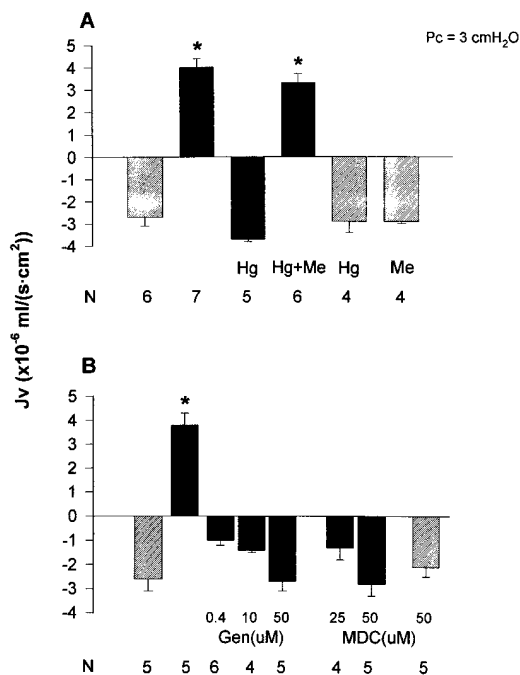 A
Pc = 3 cmH₂O
5
4
*
*
3
2
1
0
-1
-2
-3
-4
Hg Hg+Me Hg Me
N 6 7 5 6 4 4
Jv (x10⁻⁶ ml/(s·cm²))
B
5
4
*
3
2
1
0
-1
-2
-3
-4
0.4 10 50 25 50 50
Gen(uM) MDC(uM)
N 5 5 6 4 5 4 5 5